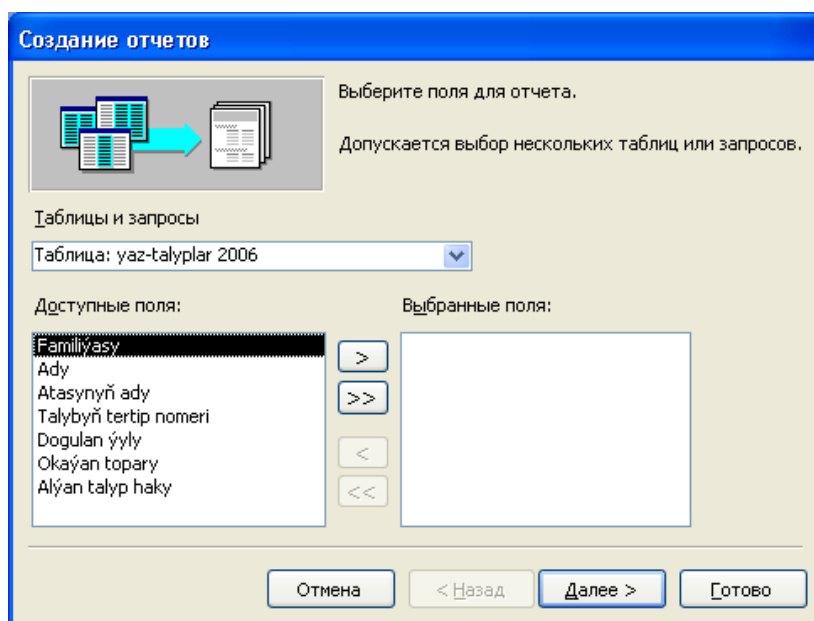 Создание отчетов
Выберите поля для отчета.
Допускается выбор нескольких таблиц или запросов.
Таблицы и запросы
Таблица: yaz-talyplar 2006
Доступные поля:
Выбранные поля:
Familiýasy
Ady
Atasynyň ady
Talybyň tertip nomeri
Dogulan ýyly
Okaýan topary
Alýan talyp haky
>
>>
<
<<
Отмена
< Назад
Далее >
Готово